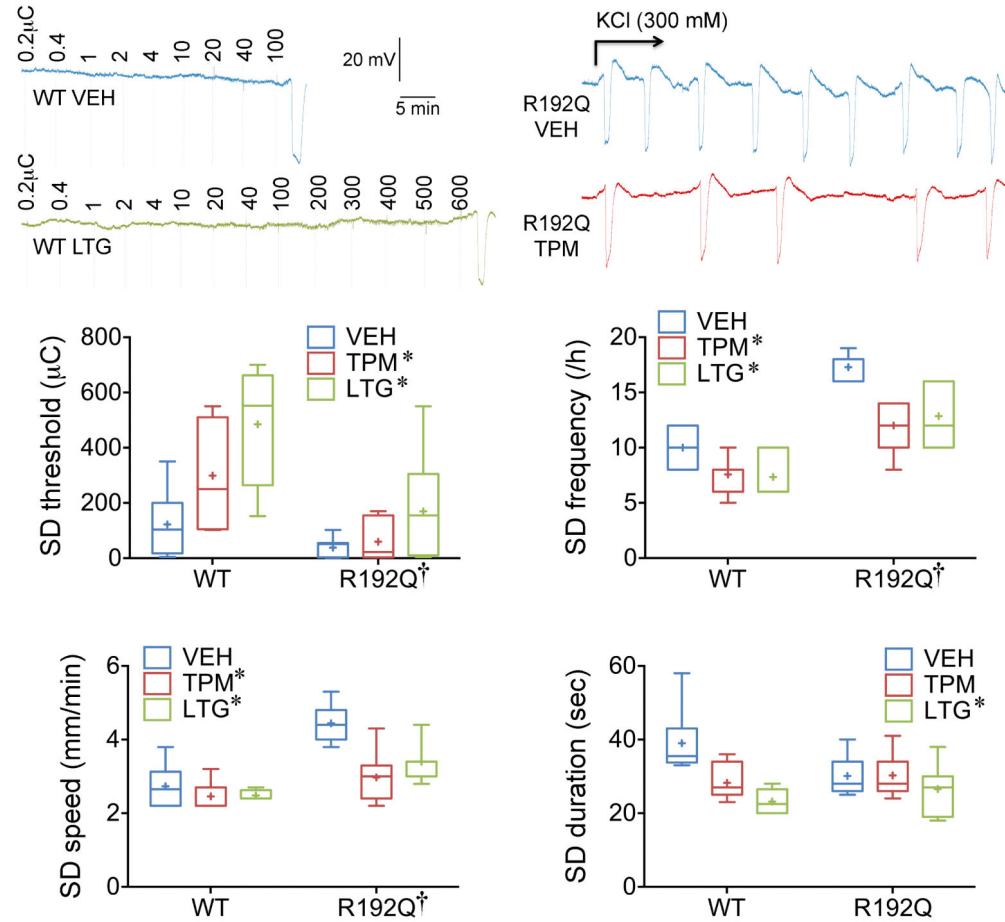 0.2μC 0.4 1 2 4 10 20 40 100
20 mV
5 min
WT VEH
0.2μC 0.4 1 2 4 10 20 40 100 200 300 400 500 600
WT LTG
KCl (300 mM)
R192Q
VEH
R192Q
TPM
SD threshold (μC)
800
600
400
200
0
VEH
TPM*
LTG*
WT R192Q†
SD frequency (/h)
20
15
10
5
0
VEH
TPM*
LTG*
WT R192Q†
SD speed (mm/min)
6
4
2
0
VEH
TPM*
LTG*
WT R192Q†
SD duration (sec)
60
40
20
0
VEH
TPM
LTG*
WT R192Q